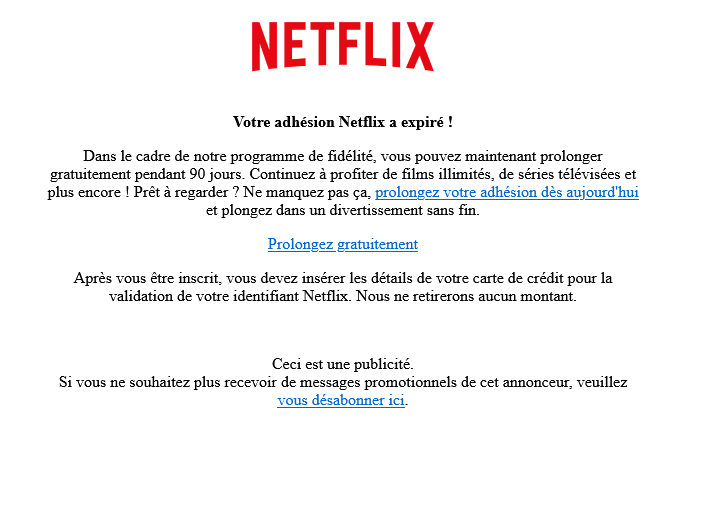 NETFLIX
Votre adhésion Netflix a expiré !
Dans le cadre de notre programme de fidélité, vous pouvez maintenant prolonger
gratuitement pendant 90 jours. Continuez à profiter de films illimités, de séries télévisées et
plus encore ! Prêt à regarder ? Ne manquez pas ça, prolongez votre adhésion dès aujourd'hui
et plongez dans un divertissement sans fin.
Prolongez gratuitement
Après vous être inscrit, vous devez insérer les détails de votre carte de crédit pour la
validation de votre identifiant Netflix. Nous ne retirerons aucun montant.
Ceci est une publicité.
Si vous ne souhaitez plus recevoir de messages promotionnels de cet annonceur, veuillez
vous désabonner ici.